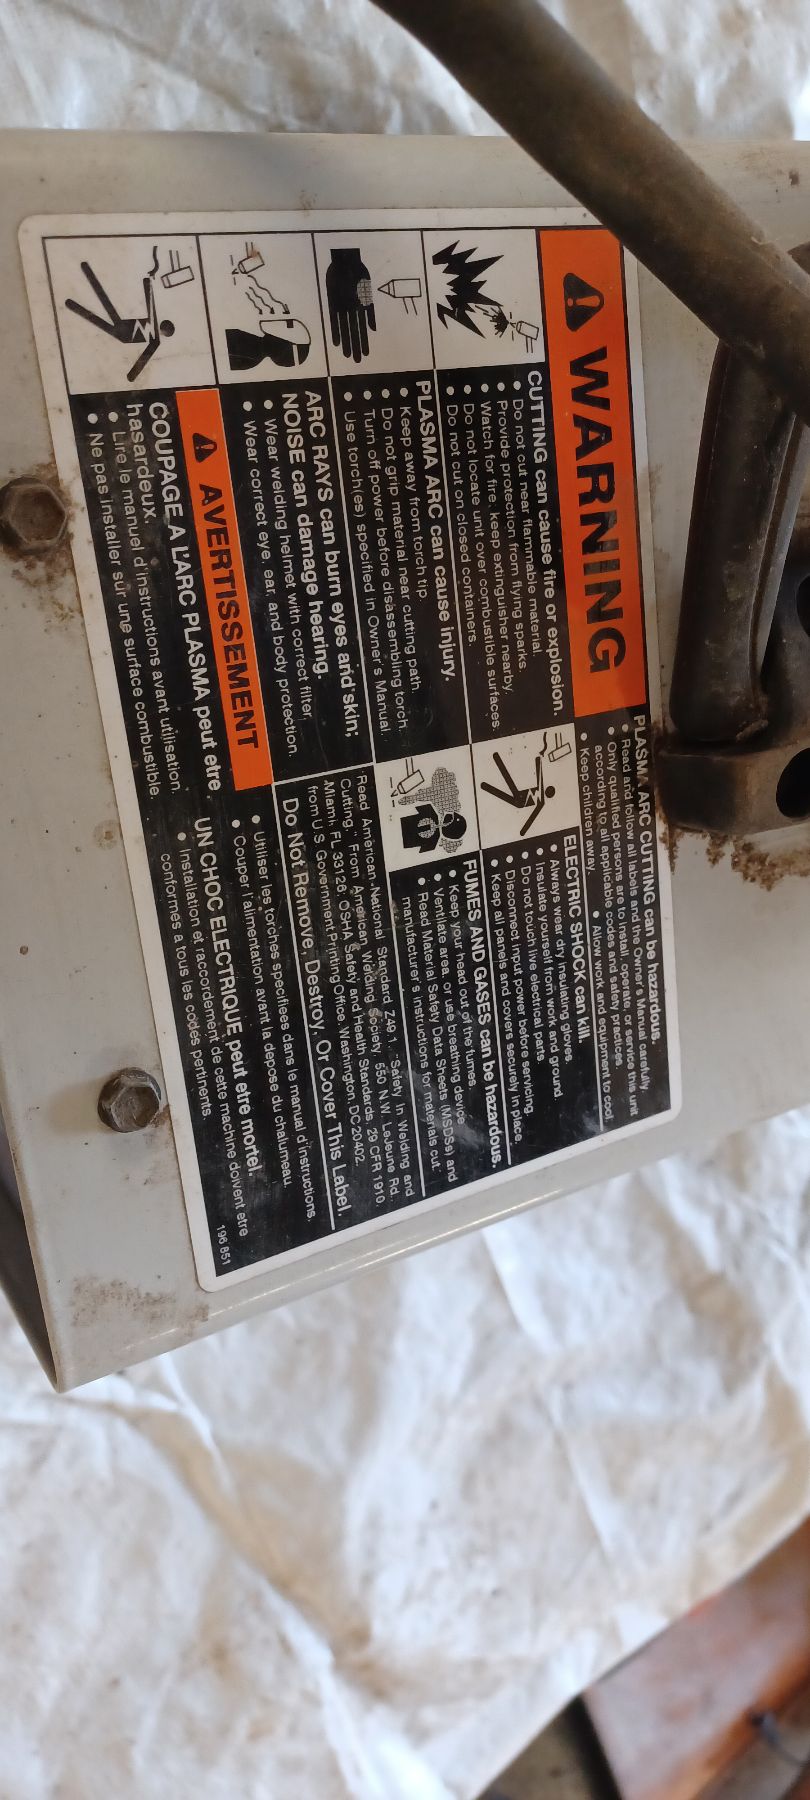 WARNING
PLASMA ARC CUTTING can be hazardous.
• Read and follow all labels and the Owner's Manual carefully.
• Only qualified persons are to install, operate, or service this unit
according to all applicable codes and safety practices.
• Keep children away.
• Allow work and equipment to cool
CUTTING can cause fire or explosion.
• Do not cut near flammable material.
• Provide protection from flying sparks.
• Watch for fire; keep extinguisher nearby.
• Do not locate unit over combustible surfaces.
• Do not cut on closed containers.
PLASMA ARC can cause injury.
• Keep away from torch tip.
• Do not grip material near cutting path.
• Turn off power before disassembling torch.
• Use torch(es) specified in Owner's Manual.
ARC RAYS can burn eyes and skin;
NOISE can damage hearing.
• Wear welding helmet with correct filter.
• Wear correct eye, ear, and body protection.
ELECTRIC SHOCK can kill.
• Always wear dry insulating gloves.
• Insulate yourself from work and ground.
• Do not touch live electrical parts.
• Disconnect input power before servicing.
• Keep all panels and covers securely in place.
FUMES AND GASES can be hazardous.
• Keep your head out of the fumes.
• Ventilate area, or use breathing device.
• Read Material Safety Data Sheets (MSDSs) and
manufacturer's instructions for materials cut.
Read American National Standard Z49.1, "Safety In Welding and
Cutting," From American Welding Society, 550 N.W. LeJeune Rd.,
Miami, FL 33126; OSHA Safety and Health Standards, 29 CFR 1910,
from U.S. Government Printing Office, Washington, DC 20402.
Do Not Remove, Destroy, Or Cover This Label.
AVERTISSEMENT
COUPAGE A L'ARC PLASMA peut etre
hasardeux.
• Lire le manuel d'instructions avant utilisation.
• Ne pas installer sur une surface combustible.
• Utiliser les torches specifiees dans le manual d'instructions.
• Couper l'alimentation avant la depose du chalumeau.
UN CHOC ELECTRIQUE peut etre mortel.
• Installation et raccordement de cette machine doivent etre
conformes a tous les codes pertinents.
196 851